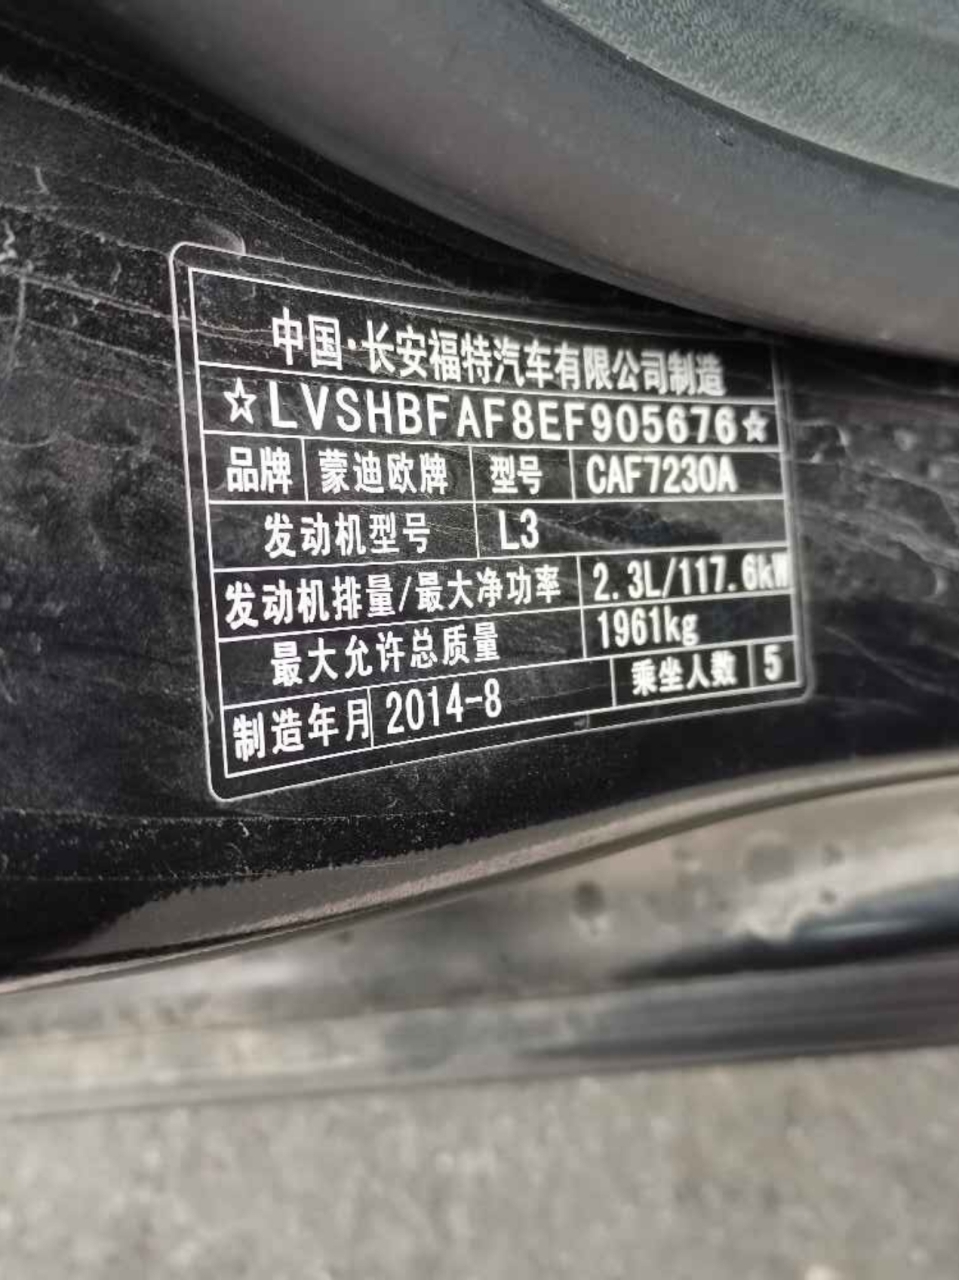 中国·长安福特汽车有限公司制造
☆LVSHBFAF8EF905676☆
品牌 蒙迪欧牌 型号 CAF7230A
发动机型号 L3
发动机排量/最大净功率 2.3L/117.6kW
最大允许总质量 1961kg
制造年月 2014-8 乘坐人数 5